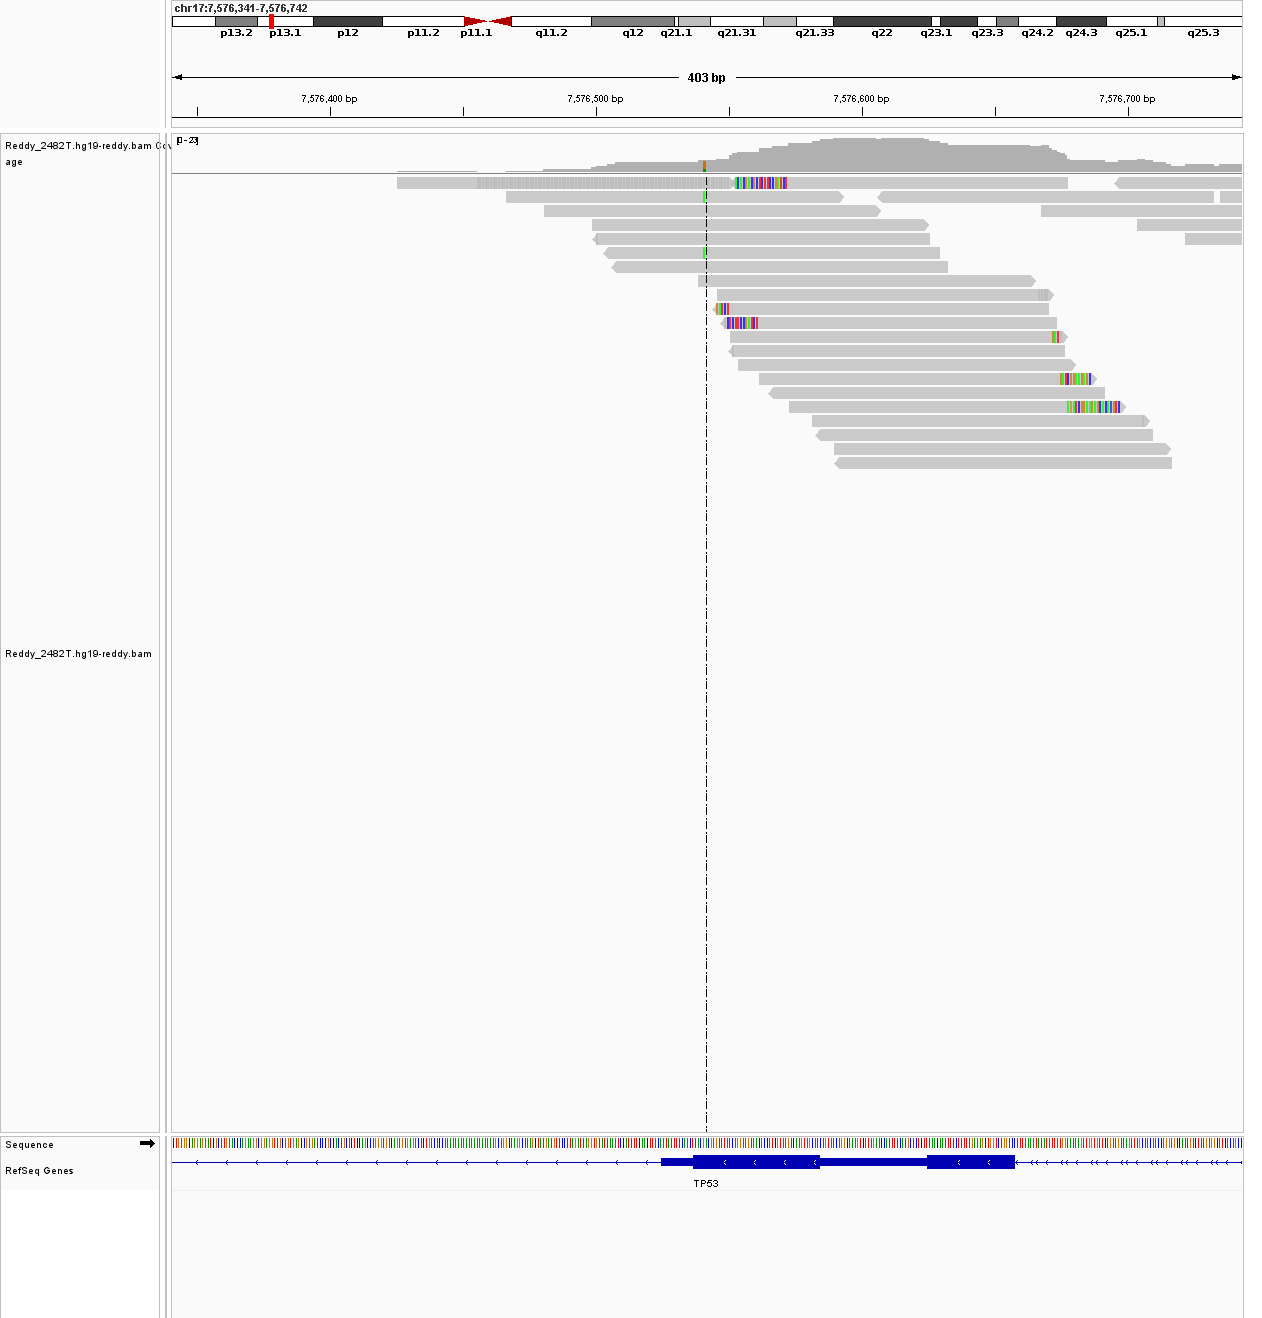 chr17:7,576,341-7,576,742
p13.2 p13.1 p12 p11.2 p11.1 q11.2 q12 q21.1 q21.31 q21.33 q22 q23.1 q23.3 q24.2 q24.3 q25.1 q25.3
403 bp
7,576,400 bp 7,576,500 bp 7,576,600 bp 7,576,700 bp
[0-23]
Reddy_2482T.hg19-reddy.bam Cov
age
Reddy_2482T.hg19-reddy.bam
Sequence
RefSeq Genes
TP53